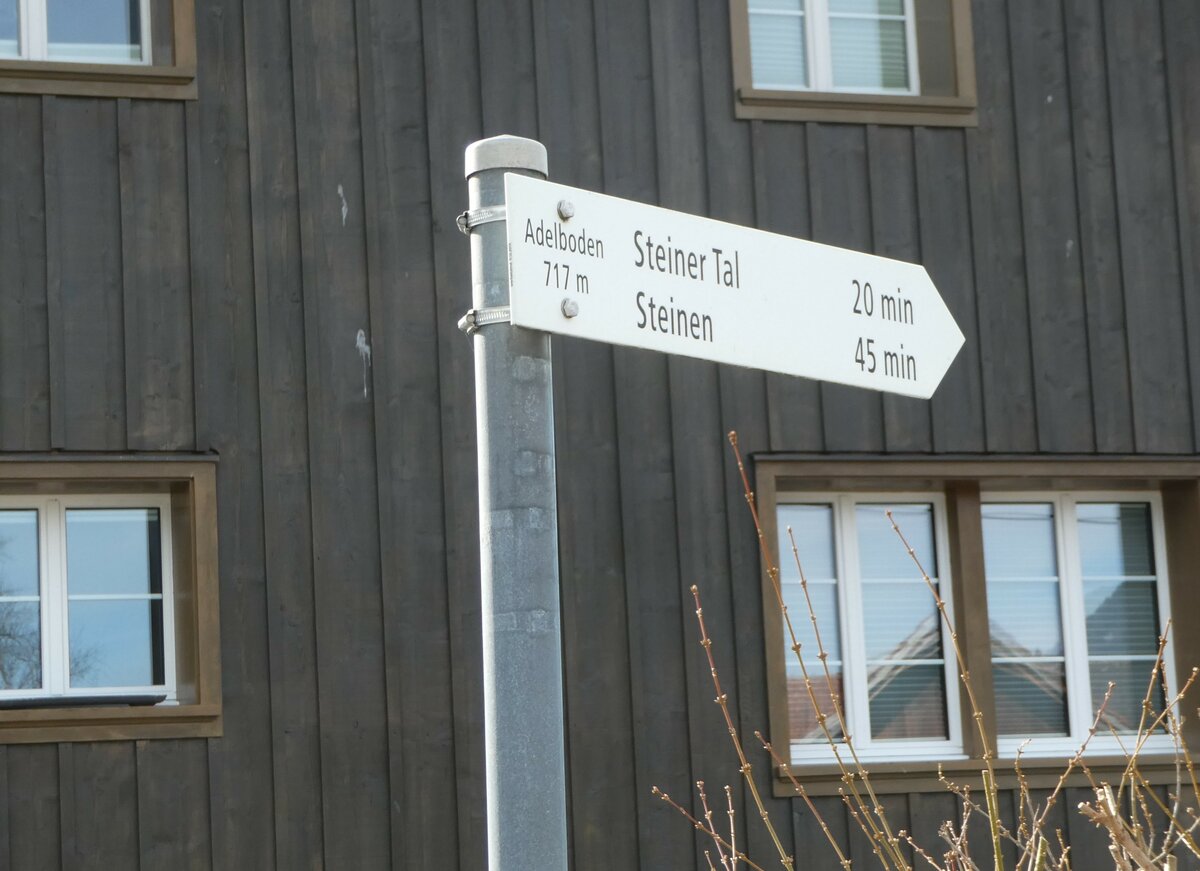 Adelboden
717 m
Steiner Tal 20 min
Steinen 45 min